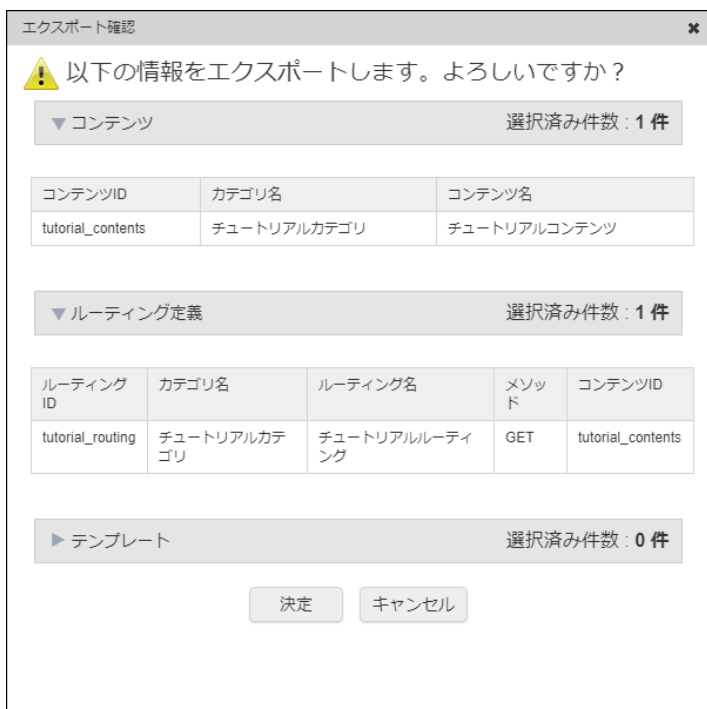 エクスポート確認
以下の情報をエクスポートします。よろしいですか？
コンテンツ 選択済み件数 : 1 件
コンテンツID カテゴリ名 コンテンツ名
tutorial_contents チュートリアルカテゴリ チュートリアルコンテンツ
ルーティング定義 選択済み件数 : 1 件
ルーティング
ID カテゴリ名 ルーティング名 メソッ
ド コンテンツID
tutorial_routing チュートリアルカテ
ゴリ チュートリアルルーティ
ング GET tutorial_contents
テンプレート 選択済み件数 : 0 件
決定 キャンセル